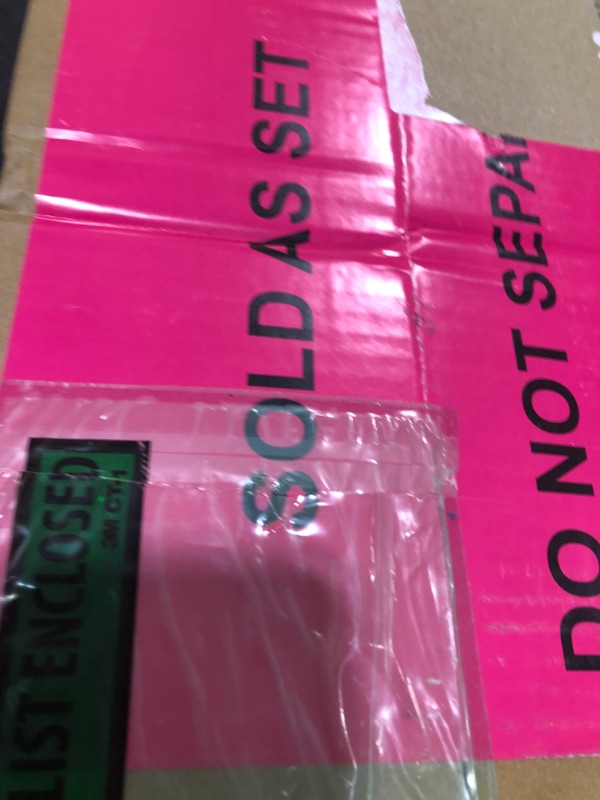 SOLD AS SET
DO NOT SEPA
LIST ENCLOSED